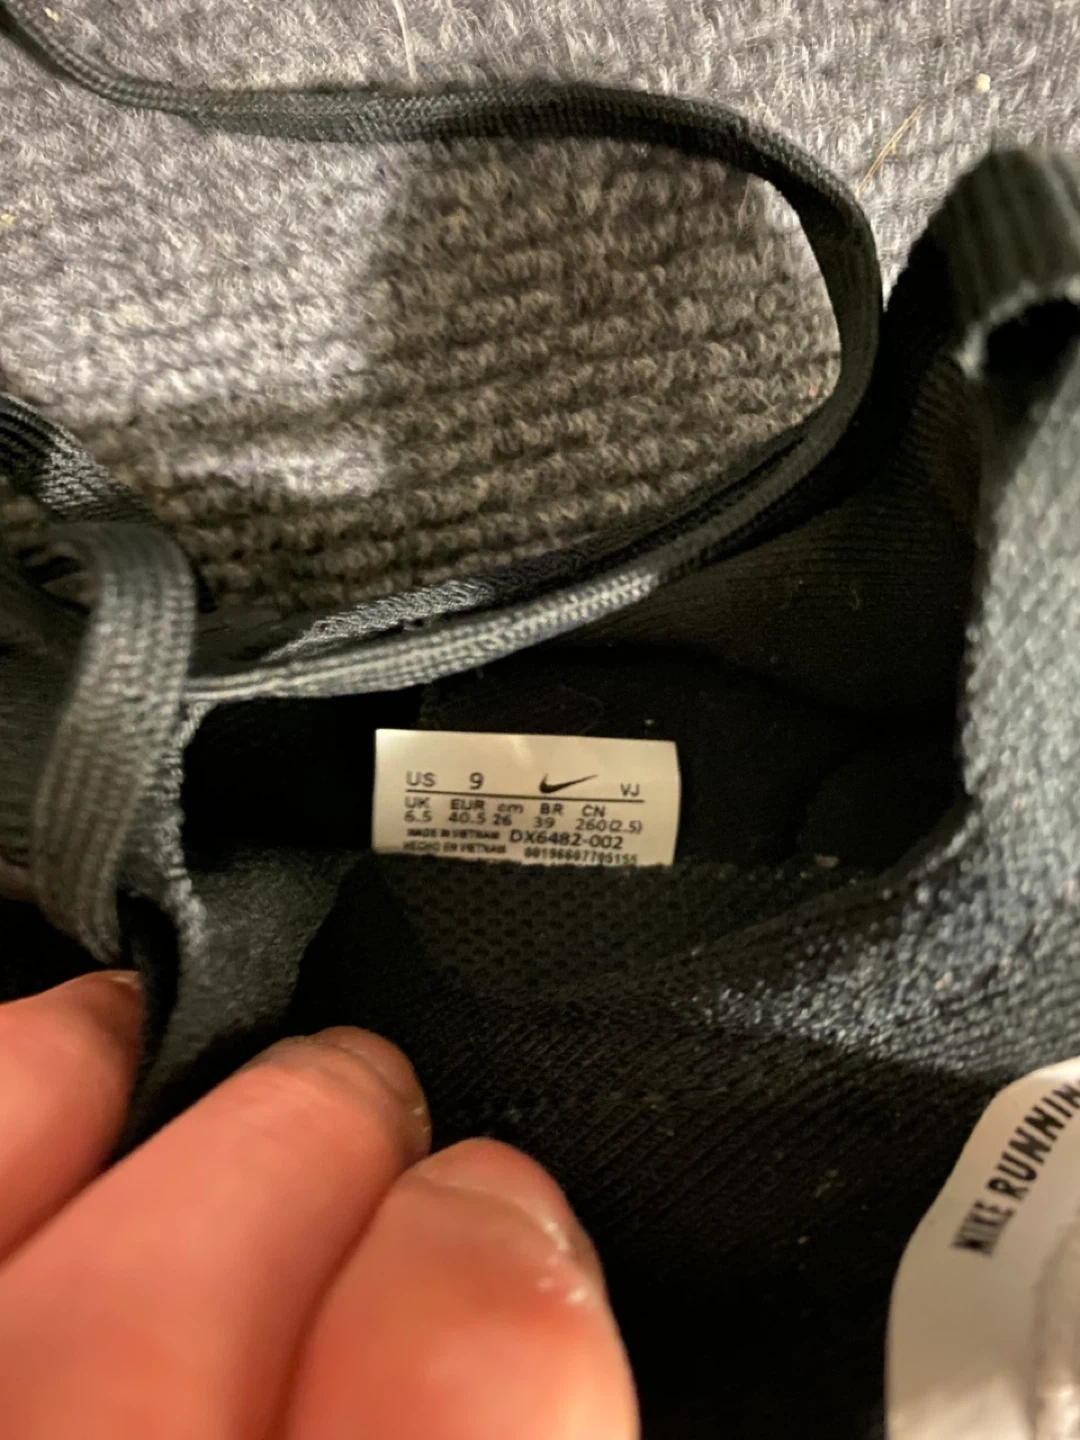 US 9 VJ
UK EUR cm BR CN
6.5 40.5 26 39 260(2.5)
MADE IN VIETNAM DX6482-002
HECHO EN VIETNAM
NIKE RUNNIN